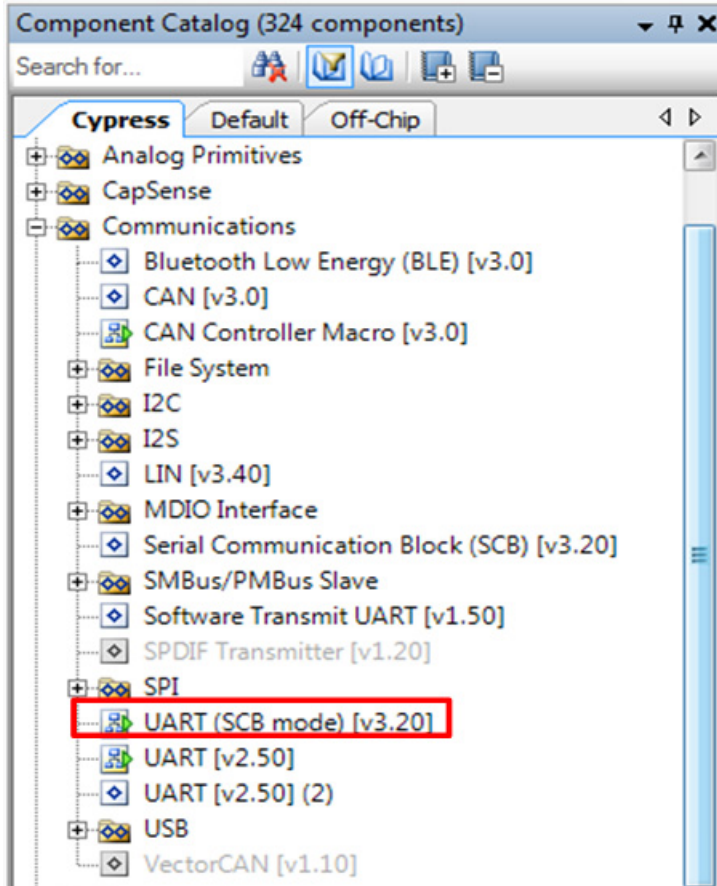 Component Catalog (324 components)
Search for...
Cypress Default Off-Chip
Analog Primitives
CapSense
Communications
Bluetooth Low Energy (BLE) [v3.0]
CAN [v3.0]
CAN Controller Macro [v3.0]
File System
I2C
I2S
LIN [v3.40]
MDIO Interface
Serial Communication Block (SCB) [v3.20]
SMBus/PMBus Slave
Software Transmit UART [v1.50]
SPDIF Transmitter [v1.20]
SPI
UART (SCB mode) [v3.20]
UART [v2.50]
UART [v2.50] (2)
USB
VectorCAN [v1.10]